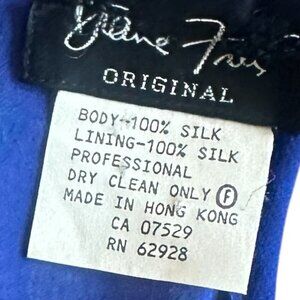 Diane Freis
ORIGINAL
BODY-100% SILK
LINING-100% SILK
PROFESSIONAL
DRY CLEAN ONLY Ⓕ
MADE IN HONG KONG
CA 07529
RN 62928